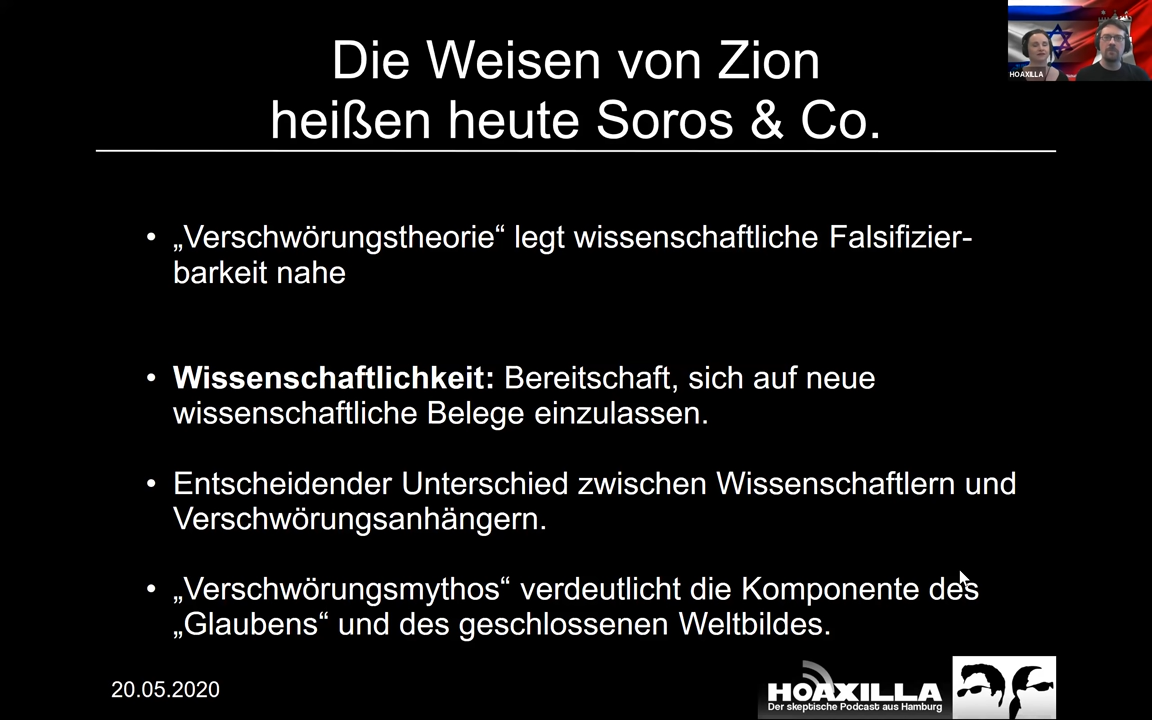 Die Weisen von Zion
heißen heute Soros & Co.
HOAXILLA
• „Verschwörungstheorie“ legt wissenschaftliche Falsifizier-
barkeit nahe
• Wissenschaftlichkeit: Bereitschaft, sich auf neue
wissenschaftliche Belege einzulassen.
• Entscheidender Unterschied zwischen Wissenschaftlern und
Verschwörungsanhängern.
• „Verschwörungsmythos“ verdeutlicht die Komponente des
„Glaubens“ und des geschlossenen Weltbildes.
20.05.2020
HOAXILLA
Der skeptische Podcast aus Hamburg